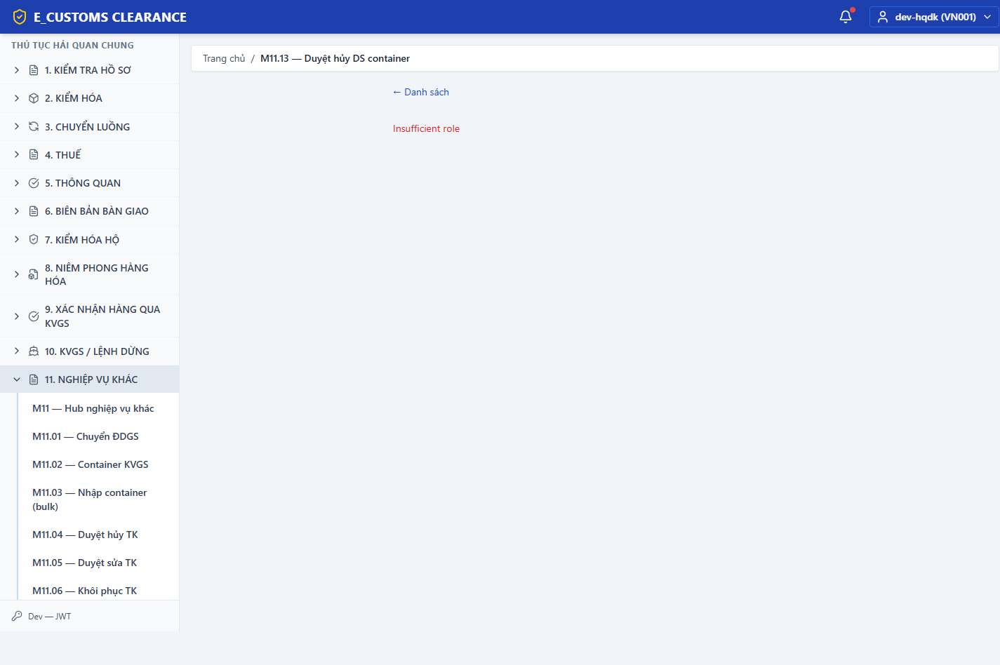 E_CUSTOMS CLEARANCE
dev-hqdk (VN001)
THỦ TỤC HẢI QUAN CHUNG
1. KIỂM TRA HỒ SƠ
2. KIỂM HÓA
3. CHUYỂN LUỒNG
4. THUẾ
5. THÔNG QUAN
6. BIÊN BẢN BÀN GIAO
7. KIỂM HÓA HỘ
8. NIÊM PHONG HÀNG
HÓA
9. XÁC NHẬN HÀNG QUA
KVGS
10. KVGS / LỆNH DỪNG
11. NGHIỆP VỤ KHÁC
M11 — Hub nghiệp vụ khác
M11.01 — Chuyển ĐDGS
M11.02 — Container KVGS
M11.03 — Nhập container
(bulk)
M11.04 — Duyệt hủy TK
M11.05 — Duyệt sửa TK
M11.06 — Khôi phục TK
Dev — JWT
Trang chủ / M11.13 — Duyệt hủy DS container
← Danh sách
Insufficient role